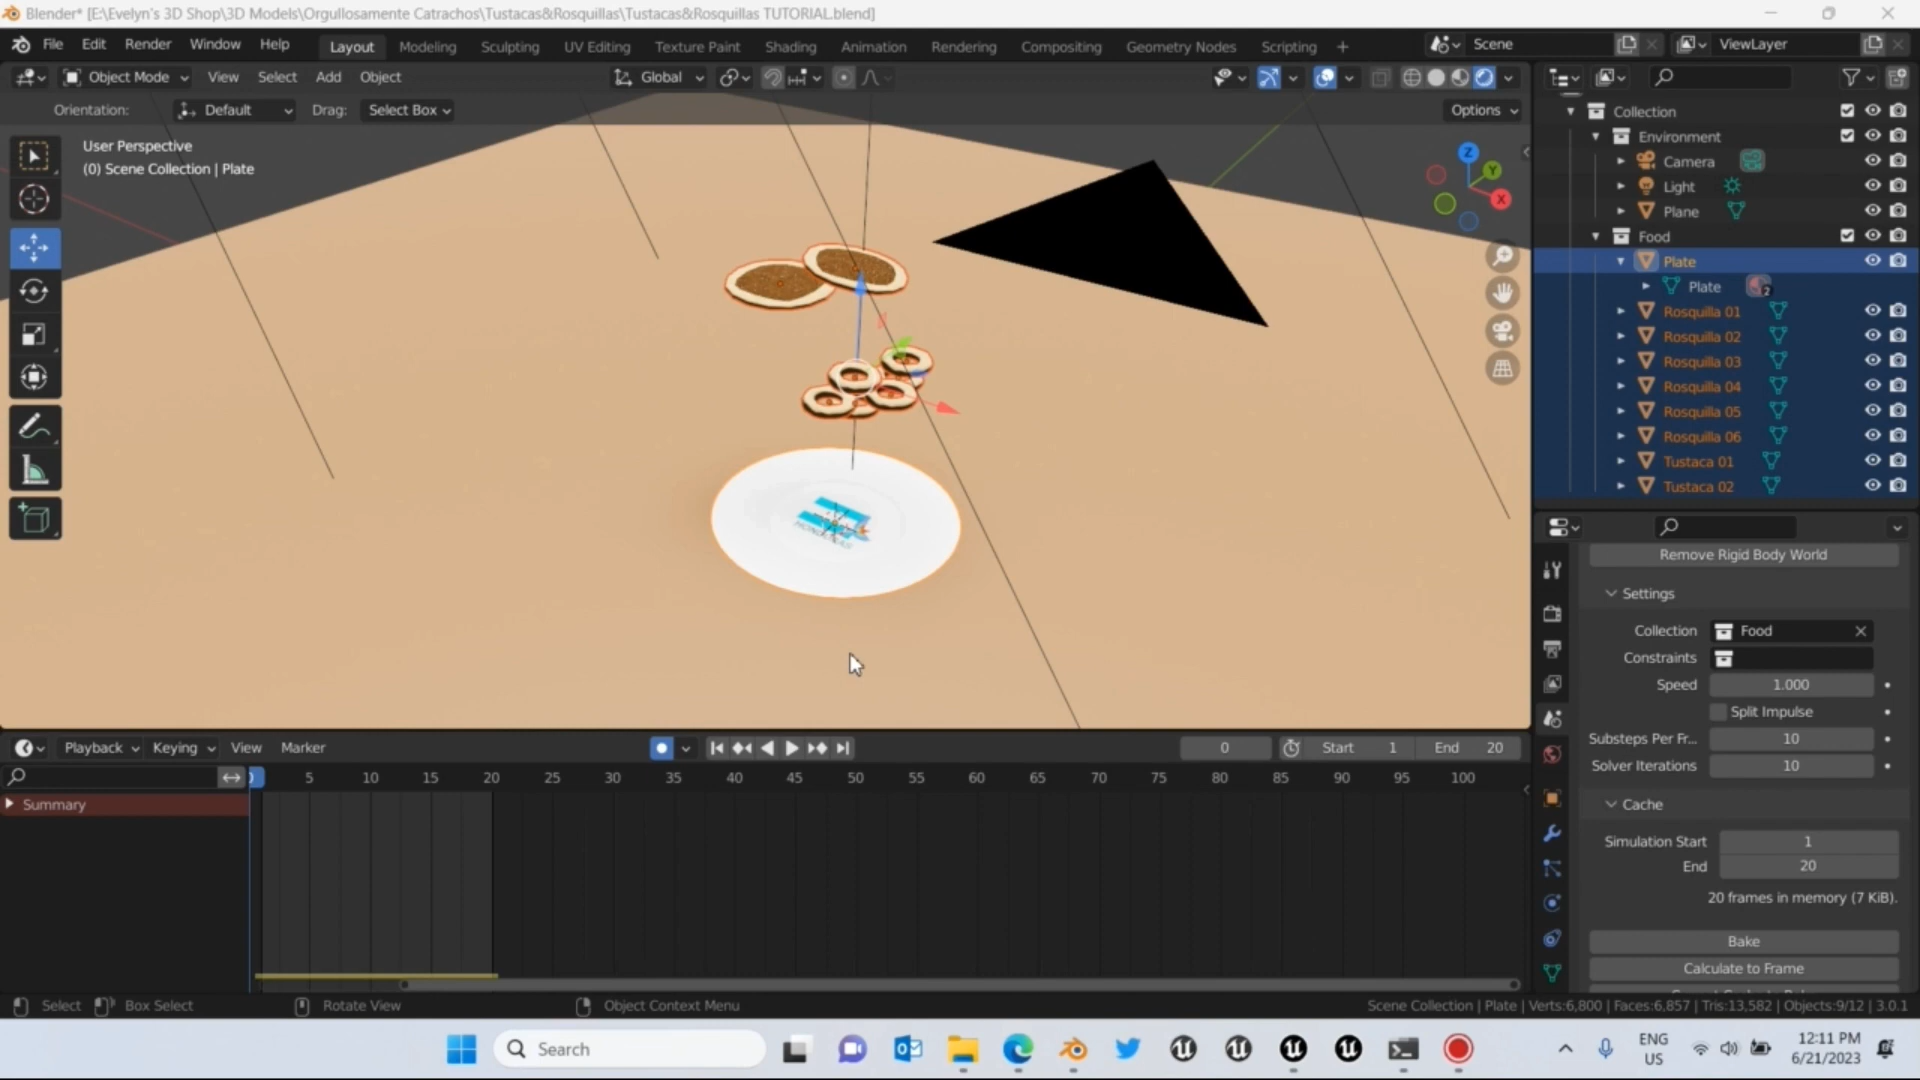 Blender* [E:\Evelyn's 3D Shop\3D Models\Orgullosamente Catrachos\Tustacas&Rosquillas\Tustacas&Rosquillas TUTORIAL.blend]
File Edit Render Window Help Layout Modeling Sculpting UV Editing Texture Paint Shading Animation Rendering Compositing Geometry Nodes Scripting + Scene ViewLayer
Object Mode View Select Add Object Global
Orientation: Default Drag: Select Box Options
User Perspective
(0) Scene Collection | Plate
Z
Y
X
Collection
Environment
Camera
Light
Plane
Food
Plate
Plate 2
Rosquilla 01
Rosquilla 02
Rosquilla 03
Rosquilla 04
Rosquilla 05
Rosquilla 06
Tustaca 01
Tustaca 02
Remove Rigid Body World
Settings
Collection Food
Constraints
Speed 1.000
Split Impulse
Substeps Per Fr... 10
Solver Iterations 10
Cache
Simulation Start 1
End 20
20 frames in memory (7 KiB).
Bake
Calculate to Frame
Playback Keying View Marker 0 Start 1 End 20
5 10 15 20 25 30 35 40 45 50 55 60 65 70 75 80 85 90 95 100
Summary
Select Box Select Rotate View Object Context Menu Scene Collection | Plate | Verts:6,800 | Faces:6,857 | Tris:13,582 | Objects:9/12 | 3.0.1
Search
ENG
US
12:11 PM
6/21/2023